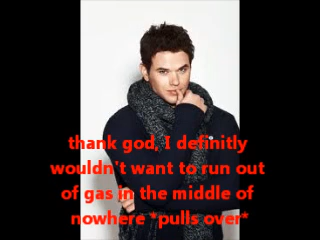 thank god, I definitly
wouldn't want to run out
of gas in the middle of
nowhere *pulls over*